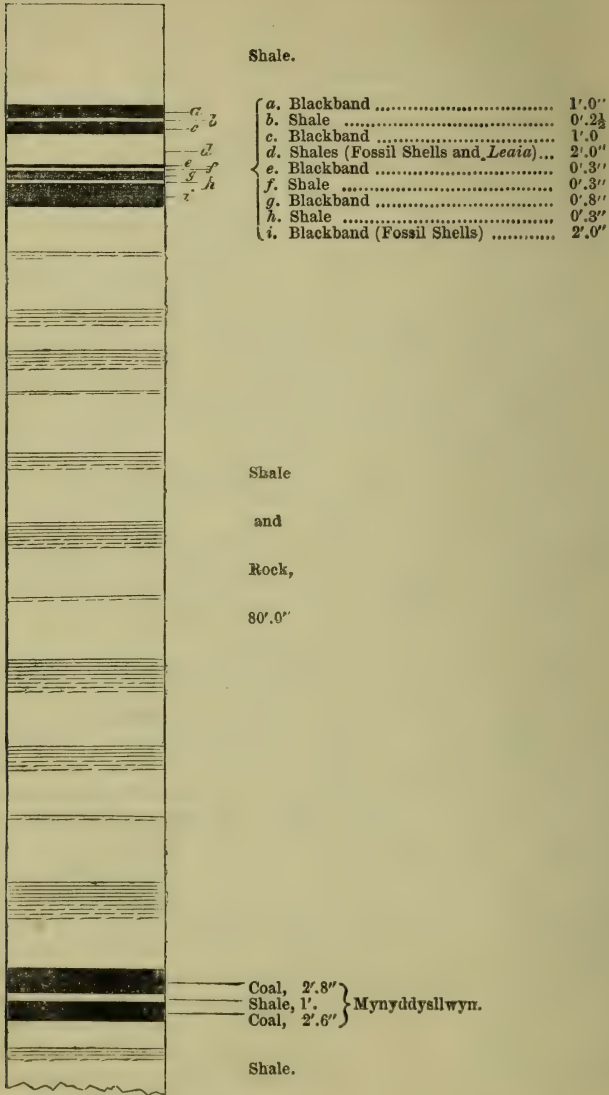 Shale.
a. Blackband .............................. 1'.0"
b. Shale .................................... 0'.2½
c. Blackband .............................. 1'.0
d. Shales (Fossil Shells and Leaia)... 2'.0"
e. Blackband .............................. 0'.3"
f. Shale .................................... 0'.3"
g. Blackband .............................. 0'.8"
h. Shale .................................... 0'.3"
i. Blackband (Fossil Shells) ............ 2'.0"
a
b
c
d
e
f
g
h
i
Shale
and
Rock,
80'.0"
Coal, 2'.8"
Shale, 1'.
Coal, 2'.6"
Mynyddysllwyn.
Shale.